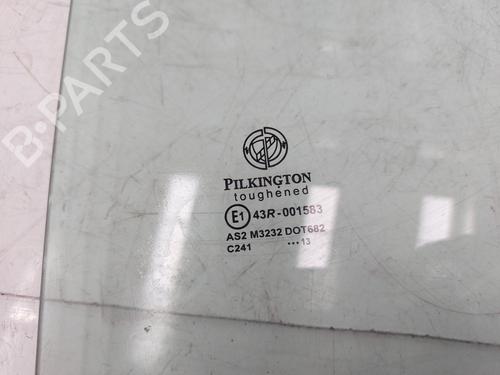 B-PARTS
PILKINGTON
toughened
E1 43R-001583
AS2 M3232 DOT682
C241 ...13